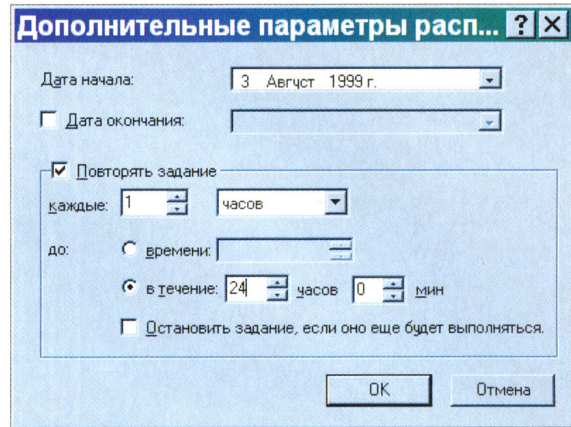 Дополнительные параметры расп... ? X
Дата начала: 3 Август 1999 г.
Дата окончания:
Повторять задание
каждые: 1 часов
до: времени:
в течение: 24 часов 0 мин
Остановить задание, если оно еще будет выполняться.
OK Отмена